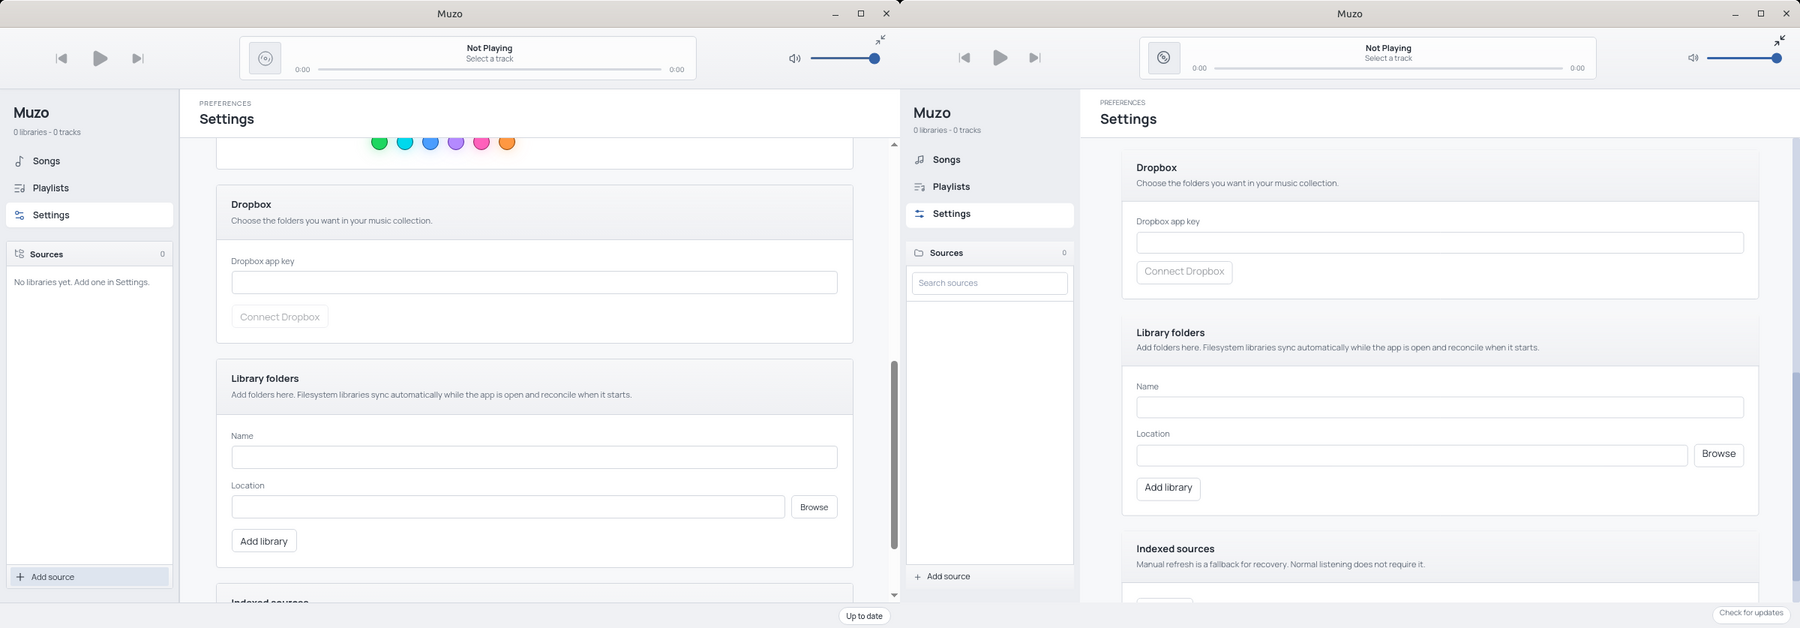 Muzo
Not Playing
Select a track
0:00
0:00
Muzo
0 libraries - 0 tracks
Songs
Playlists
Settings
Sources
0
No libraries yet. Add one in Settings.
Add source
PREFERENCES
Settings
Dropbox
Choose the folders you want in your music collection.
Dropbox app key
Connect Dropbox
Library folders
Add folders here. Filesystem libraries sync automatically while the app is open and reconcile when it starts.
Name
Location
Browse
Add library
Indexed sources
Up to date
Muzo
Not Playing
Select a track
0:00
0:00
Muzo
0 libraries - 0 tracks
Songs
Playlists
Settings
Sources
0
Search sources
Add source
PREFERENCES
Settings
Dropbox
Choose the folders you want in your music collection.
Dropbox app key
Connect Dropbox
Library folders
Add folders here. Filesystem libraries sync automatically while the app is open and reconcile when it starts.
Name
Location
Browse
Add library
Indexed sources
Manual refresh is a fallback for recovery. Normal listening does not require it.
Check for updates